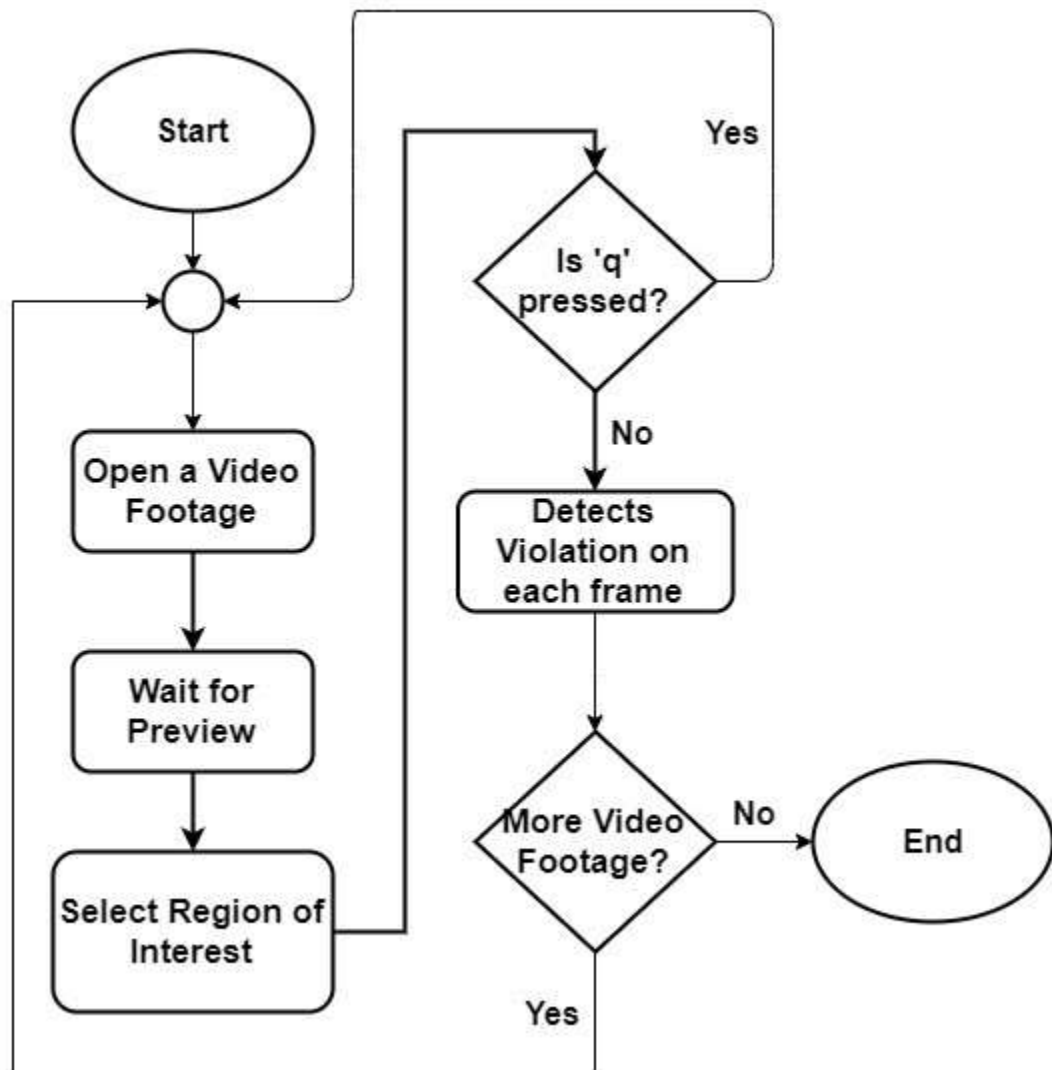 Start
Open a Video
Footage
Wait for
Preview
Select Region of
Interest
Is 'q'
pressed?
Yes
No
Detects
Violation on
each frame
More Video
Footage?
No
Yes
End